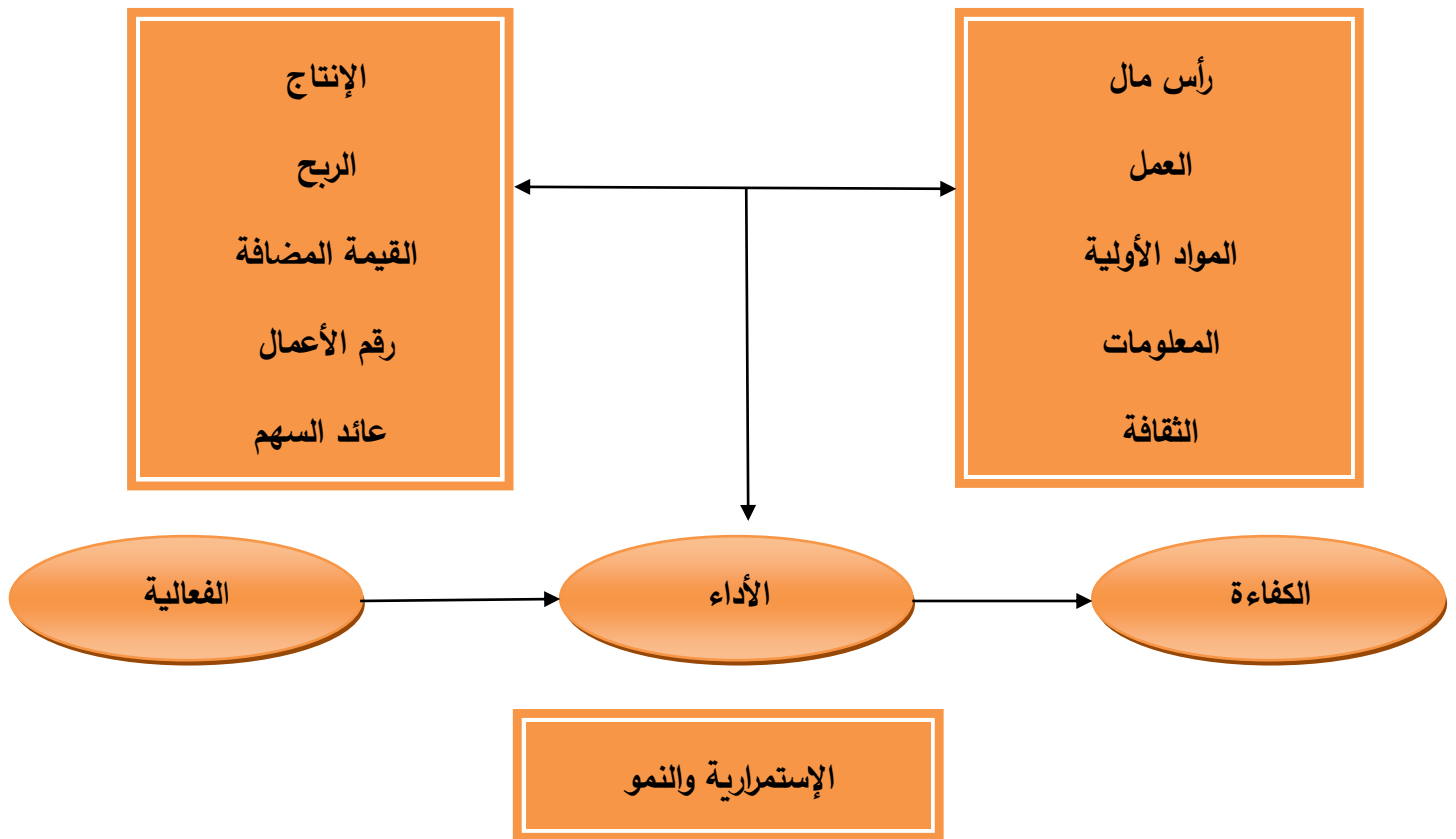 رأس مال
العمل
المواد الأولية
المعلومات
الثقافة
الإنتاج
الربح
القيمة المضافة
رقم الأعمال
عائد السهم
الكفاءة
الأداء
الفعالية
الإستمرارية والنمو